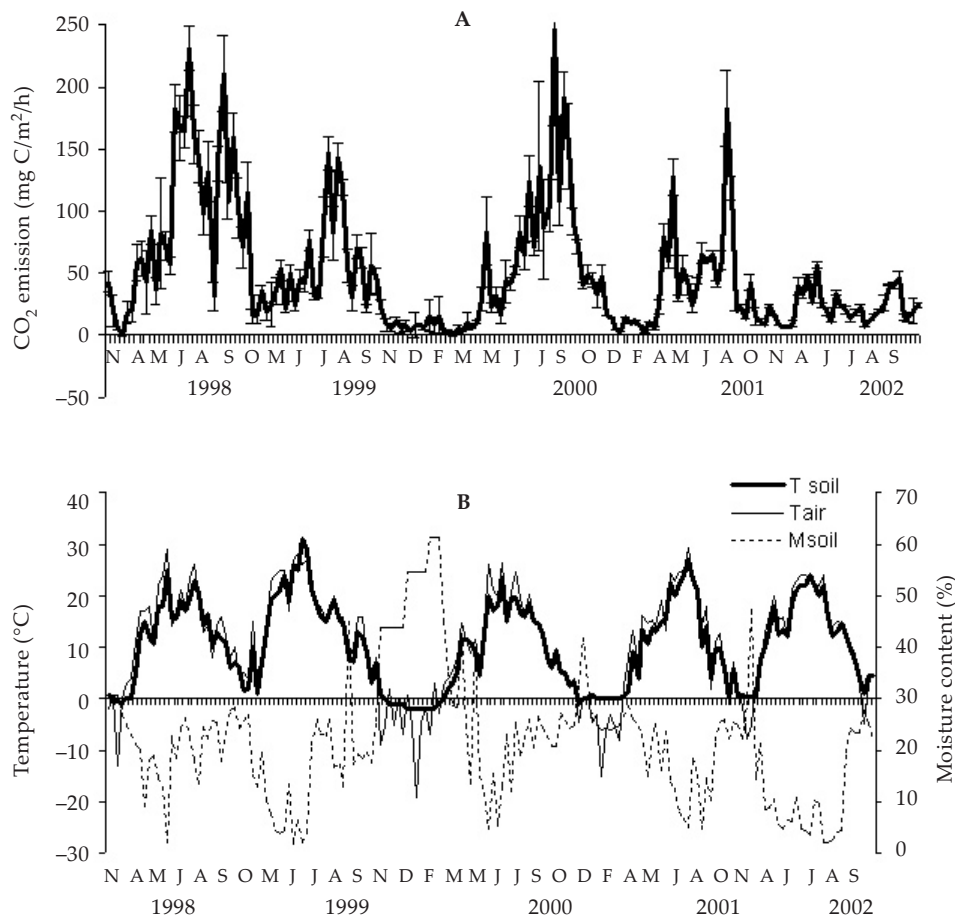 A
CO₂ emission (mg C/m²/h)
250
200
150
100
50
0
–50
N A M J A S O M J A N D F M M J A S O D F A M J A O N A J J A S
1998 1999 2000 2001 2002
B
T soil
Tair
Msoil
Temperature (°C)
40
30
20
10
0
–10
–20
–30
Moisture content (%)
70
60
50
40
30
20
10
0
N A M J A S O M J A S N D F M M J A S O D F A M J A O N A J J A S
1998 1999 2000 2001 2002